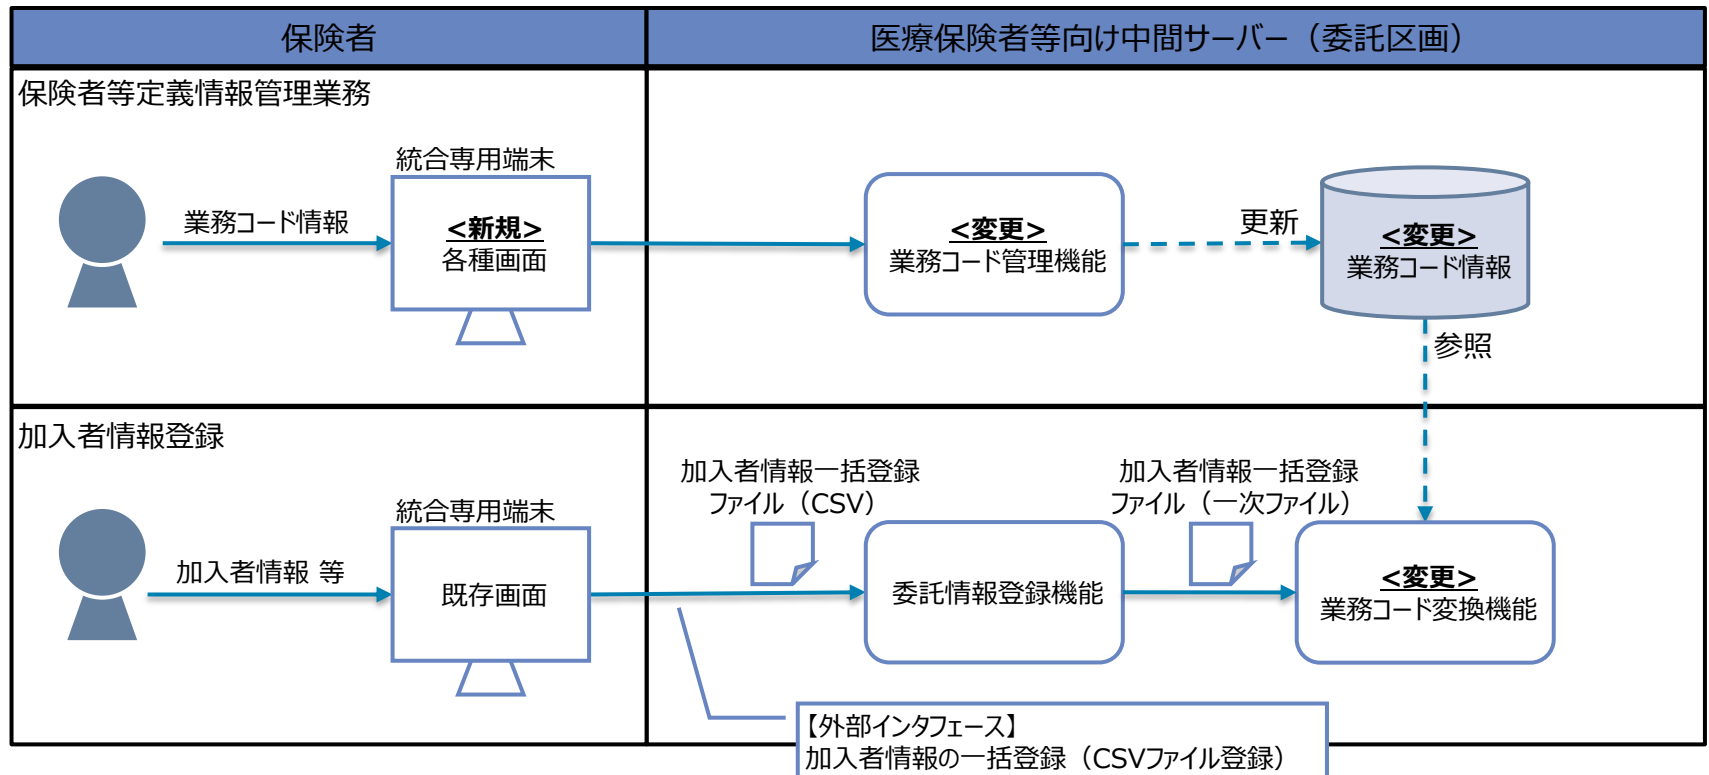 保険者
医療保険者等向け中間サーバー（委託区画）
保険者等定義情報管理業務
統合専用端末
業務コード情報
<新規>
各種画面
<変更>
業務コード管理機能
更新
<変更>
業務コード情報
参照
加入者情報登録
統合専用端末
加入者情報 等
既存画面
加入者情報一括登録
ファイル（CSV）
委託情報登録機能
加入者情報一括登録
ファイル（一次ファイル）
<変更>
業務コード変換機能
【外部インタフェース】
加入者情報の一括登録（CSVファイル登録）